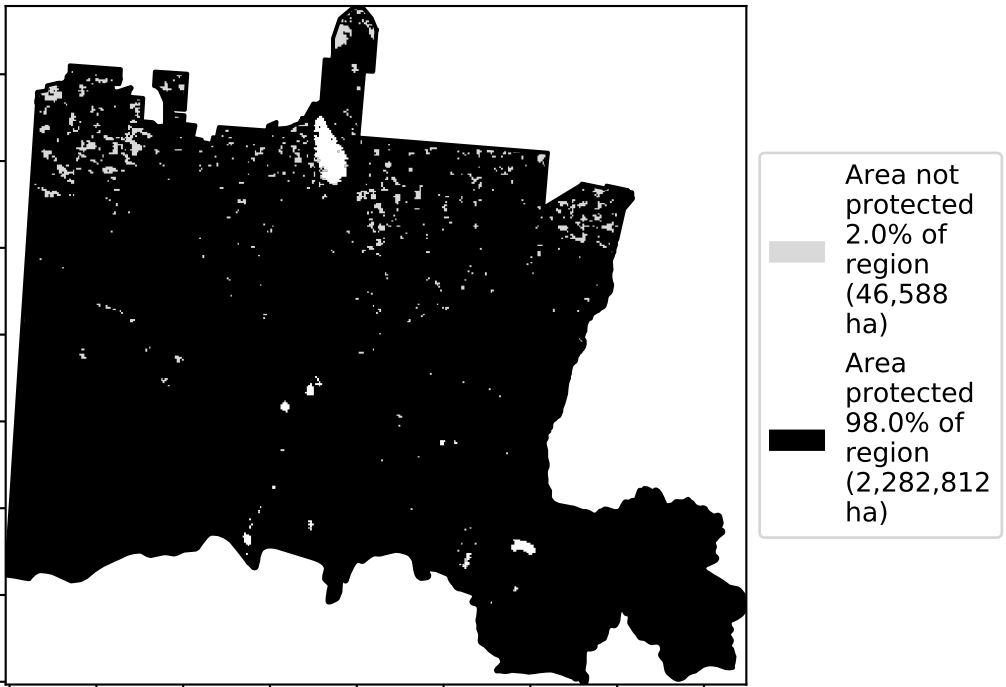 Area not
protected
2.0% of
region
(46,588
ha)
Area
protected
98.0% of
region
(2,282,812
ha)